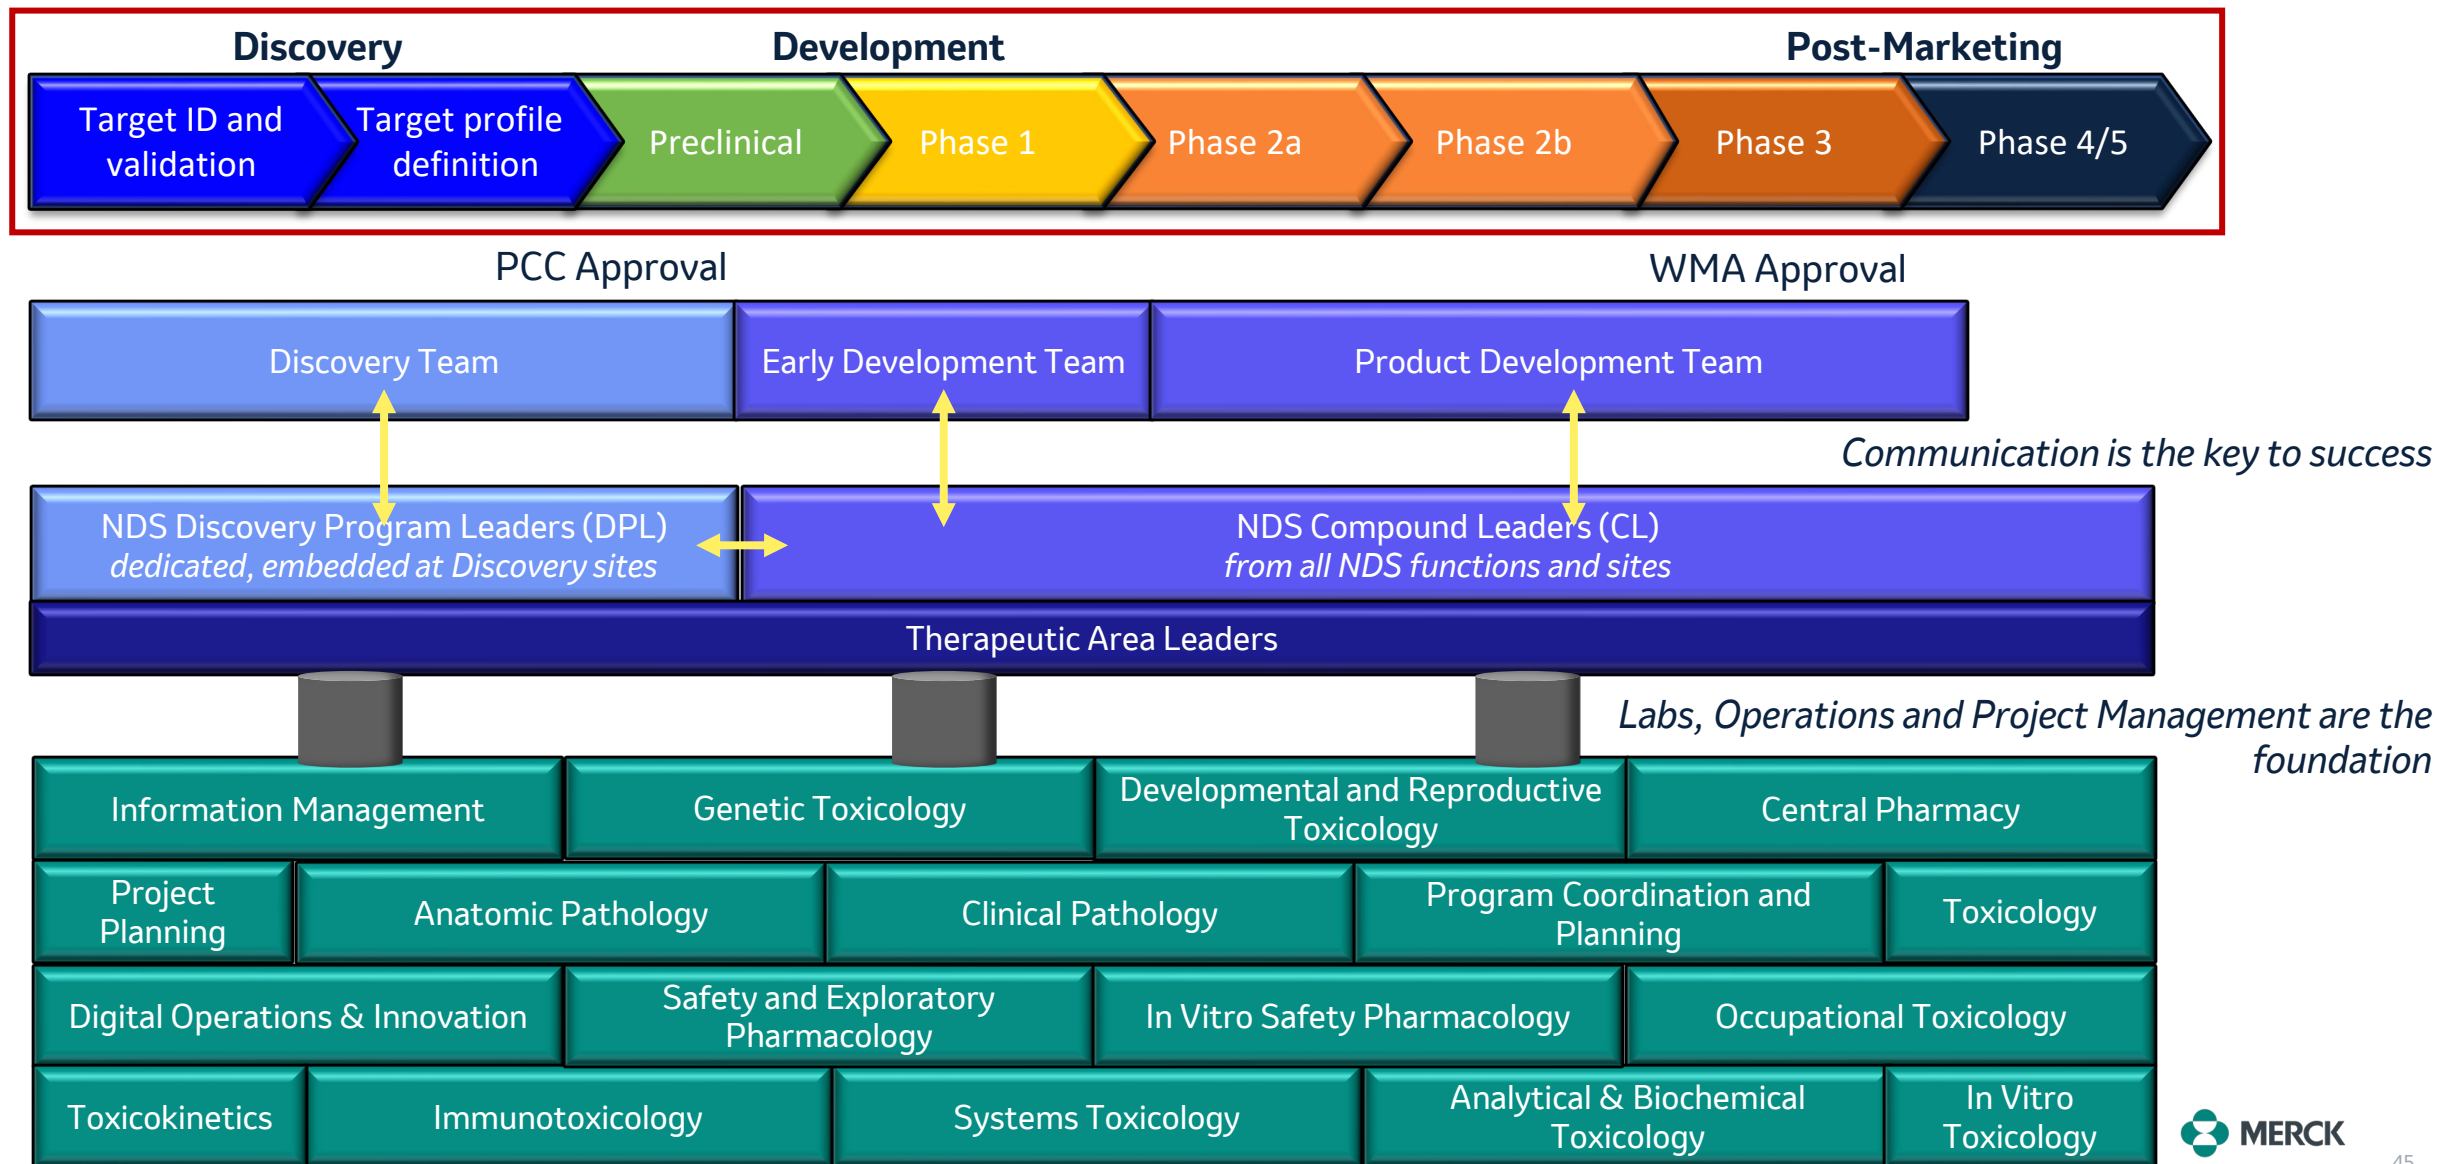 Discovery
Development
Post-Marketing
Target ID and
validation
Target profile
definition
Preclinical
Phase 1
Phase 2a
Phase 2b
Phase 3
Phase 4/5
PCC Approval
WMA Approval
Discovery Team
Early Development Team
Product Development Team
Communication is the key to success
NDS Discovery Program Leaders (DPL)
dedicated, embedded at Discovery sites
NDS Compound Leaders (CL)
from all NDS functions and sites
Therapeutic Area Leaders
Labs, Operations and Project Management are the
foundation
Information Management
Genetic Toxicology
Developmental and Reproductive
Toxicology
Central Pharmacy
Project
Planning
Anatomic Pathology
Clinical Pathology
Program Coordination and
Planning
Toxicology
Digital Operations & Innovation
Safety and Exploratory
Pharmacology
In Vitro Safety Pharmacology
Occupational Toxicology
Toxicokinetics
Immunotoxicology
Systems Toxicology
Analytical & Biochemical
Toxicology
In Vitro
Toxicology
MERCK
45